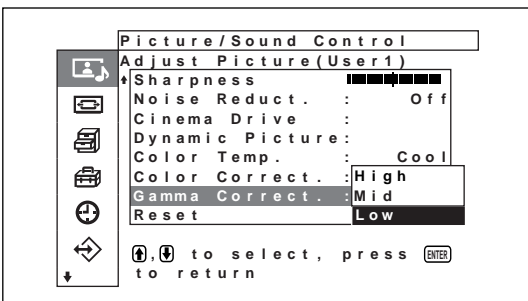 Picture/Sound Control
Adjust Picture(User1)
Sharpness
Noise Reduct. : Off
Cinema Drive :
Dynamic Picture:
Color Temp. : Cool
Color Correct. : High
Gamma Correct. : Mid
Reset Low
, to select, press ENTER
to return